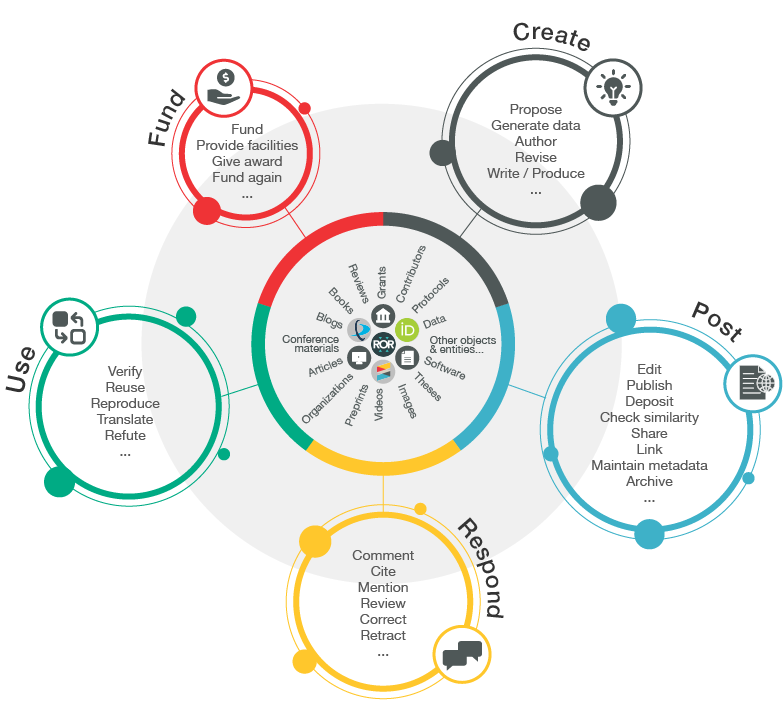 Create
Propose
Generate data
Author
Revise
Write / Produce
...
Fund
Fund
Provide facilities
Give award
Fund again
...
Post
Edit
Publish
Deposit
Check similarity
Share
Link
Maintain metadata
Archive
...
Respond
Comment
Cite
Mention
Review
Correct
Retract
...
Use
Verify
Reuse
Reproduce
Translate
Refute
...
Grants
Contributors
Protocols
Data
Other objects
& entities...
Software
Theses
Images
Videos
Preprints
Organizations
Articles
Conference
materials
Blogs
Books
Reviews
iD
ROR
$